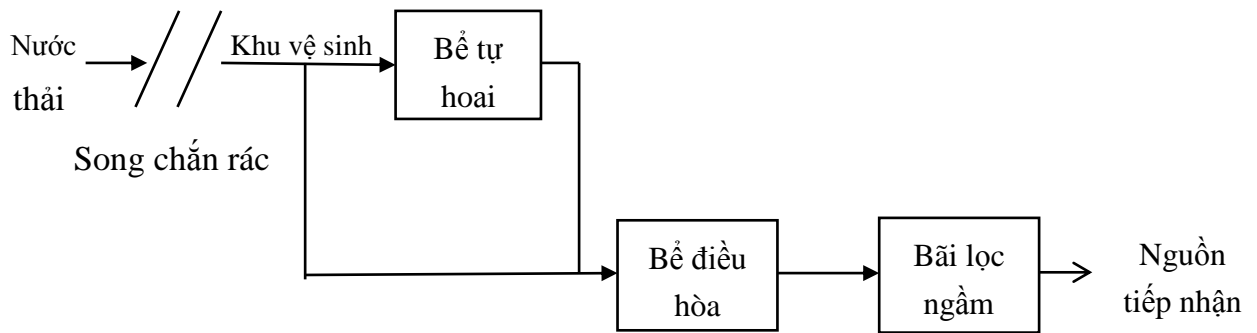 Nước
thải
Song chắn rác
Khu vệ sinh
Bể tự
hoai
Bể điều
hòa
Bãi lọc
ngầm
Nguồn
tiếp nhận